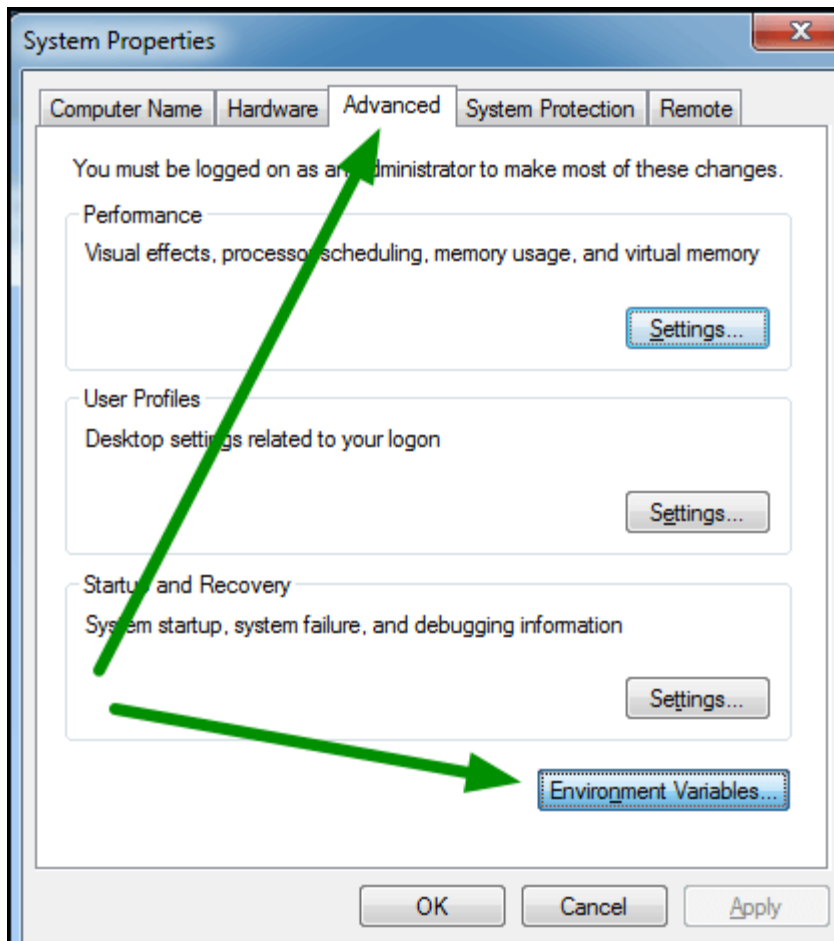 System Properties
Computer Name Hardware Advanced System Protection Remote
You must be logged on as an Administrator to make most of these changes.
Performance
Visual effects, processor scheduling, memory usage, and virtual memory
Settings...
User Profiles
Desktop settings related to your logon
Settings...
Startup and Recovery
System startup, system failure, and debugging information
Settings...
Environment Variables...
OK Cancel Apply